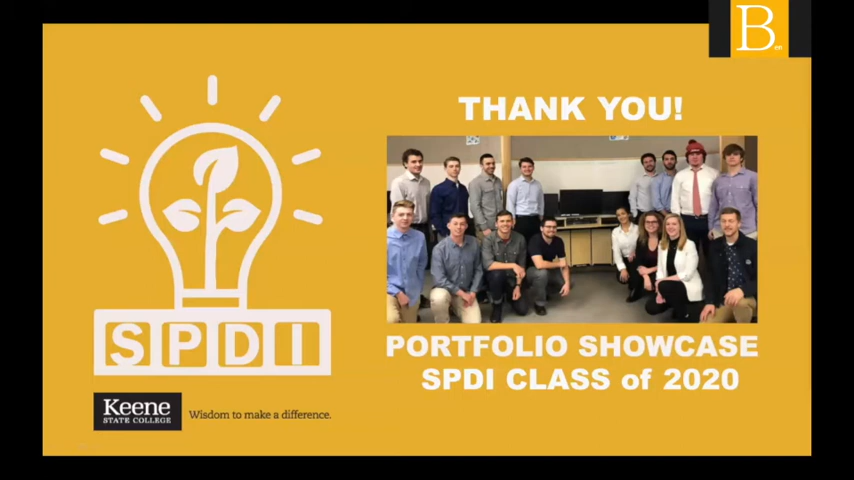 B.
THANK YOU!
SPDI
PORTFOLIO SHOWCASE
SPDI CLASS of 2020
Keene
STATE COLLEGE
Wisdom to make a difference.